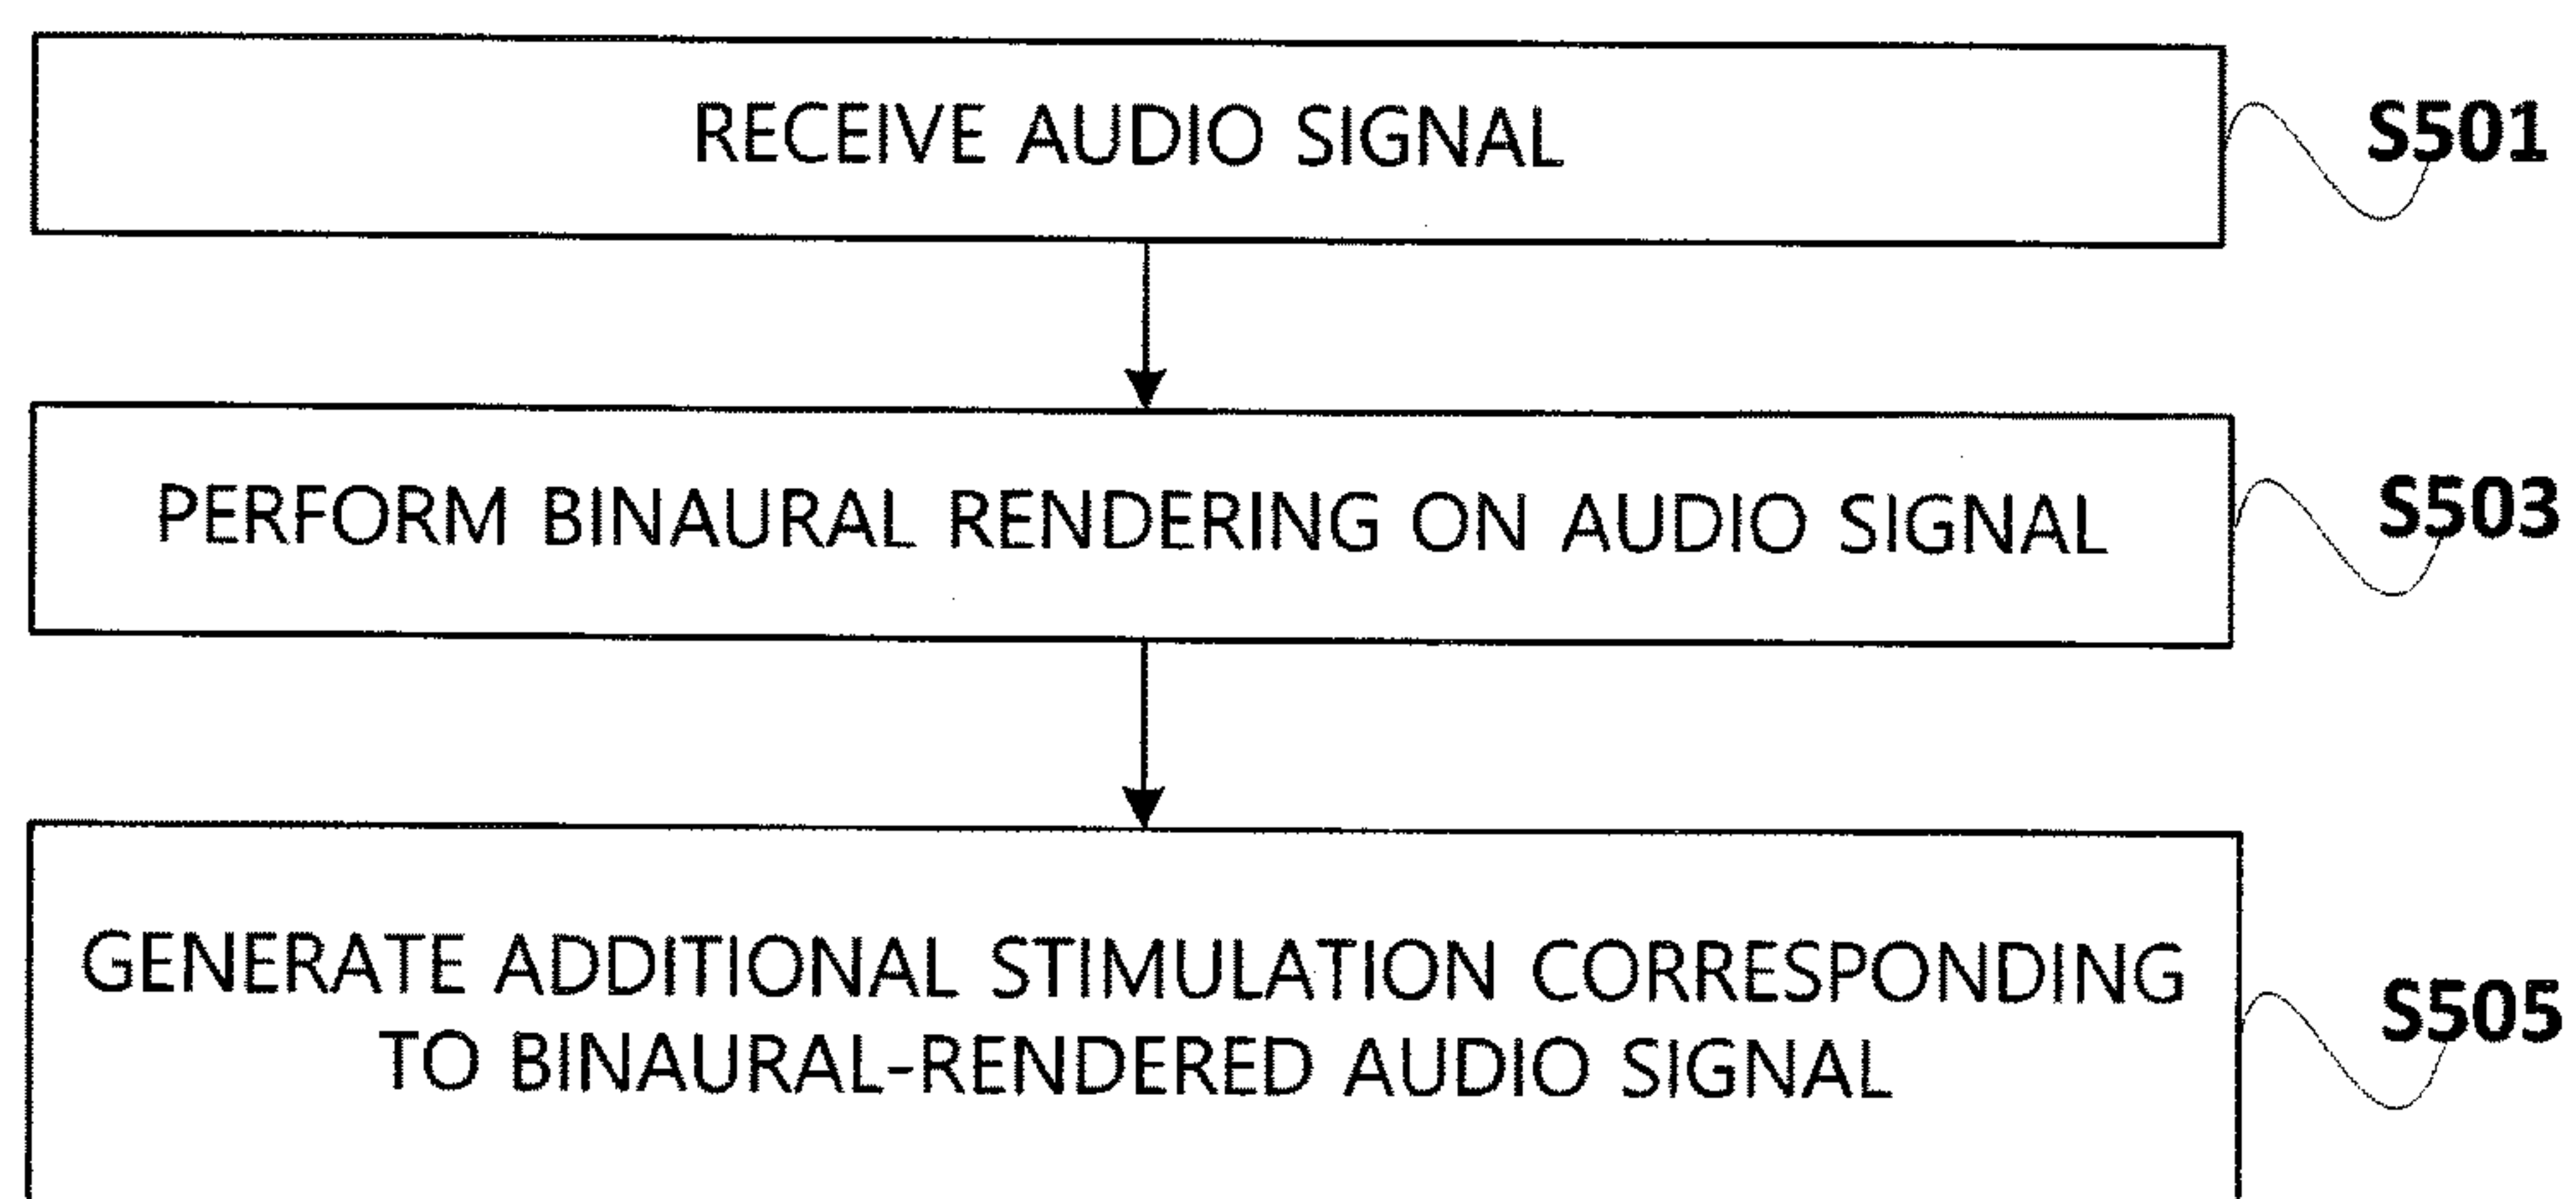 RECEIVE AUDIO SIGNAL
S501
PERFORM BINAURAL RENDERING ON AUDIO SIGNAL
S503
GENERATE ADDITIONAL STIMULATION CORRESPONDING
TO BINAURAL-RENDERED AUDIO SIGNAL
S505